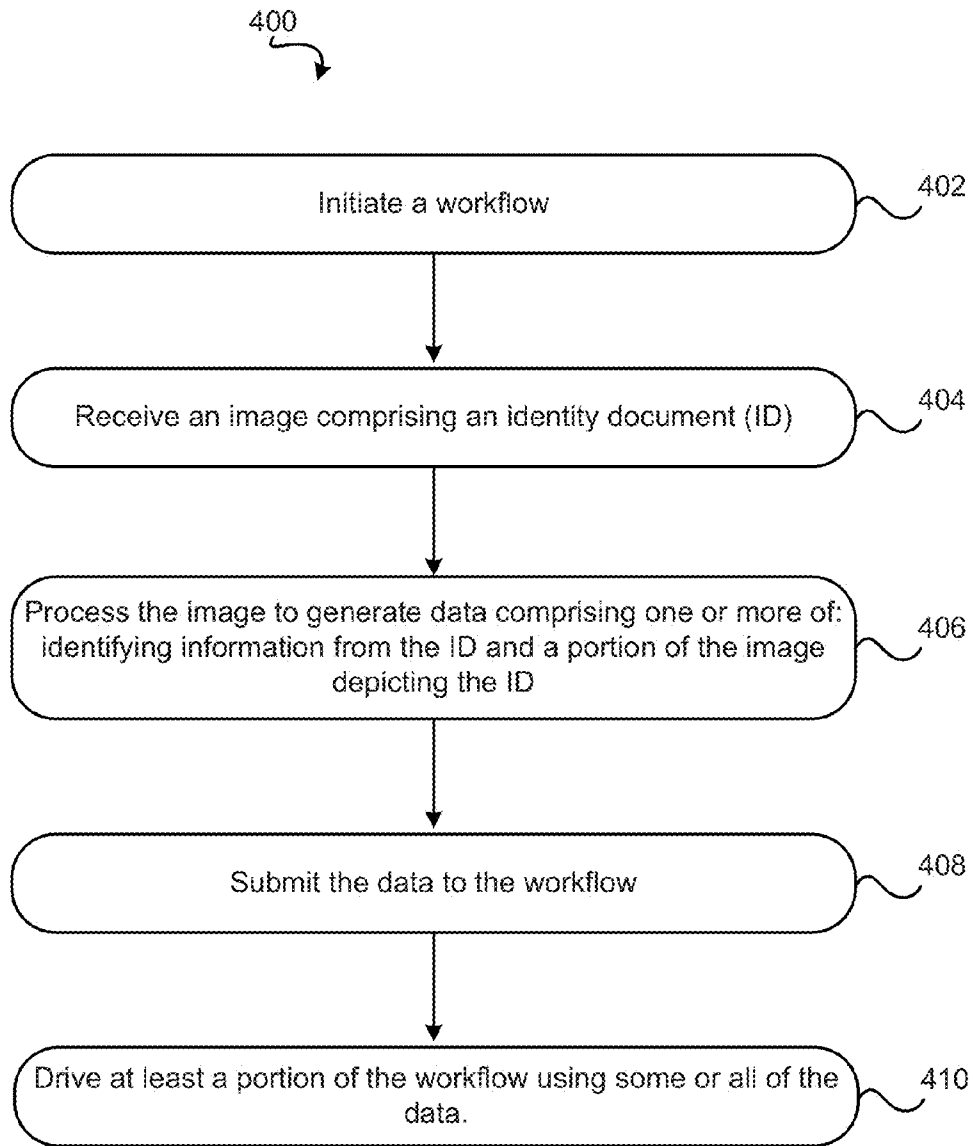 400
Initiate a workflow
402
Receive an image comprising an identity document (ID)
404
Process the image to generate data comprising one or more of:
identifying information from the ID and a portion of the image
depicting the ID
406
Submit the data to the workflow
408
Drive at least a portion of the workflow using some or all of the
data.
410